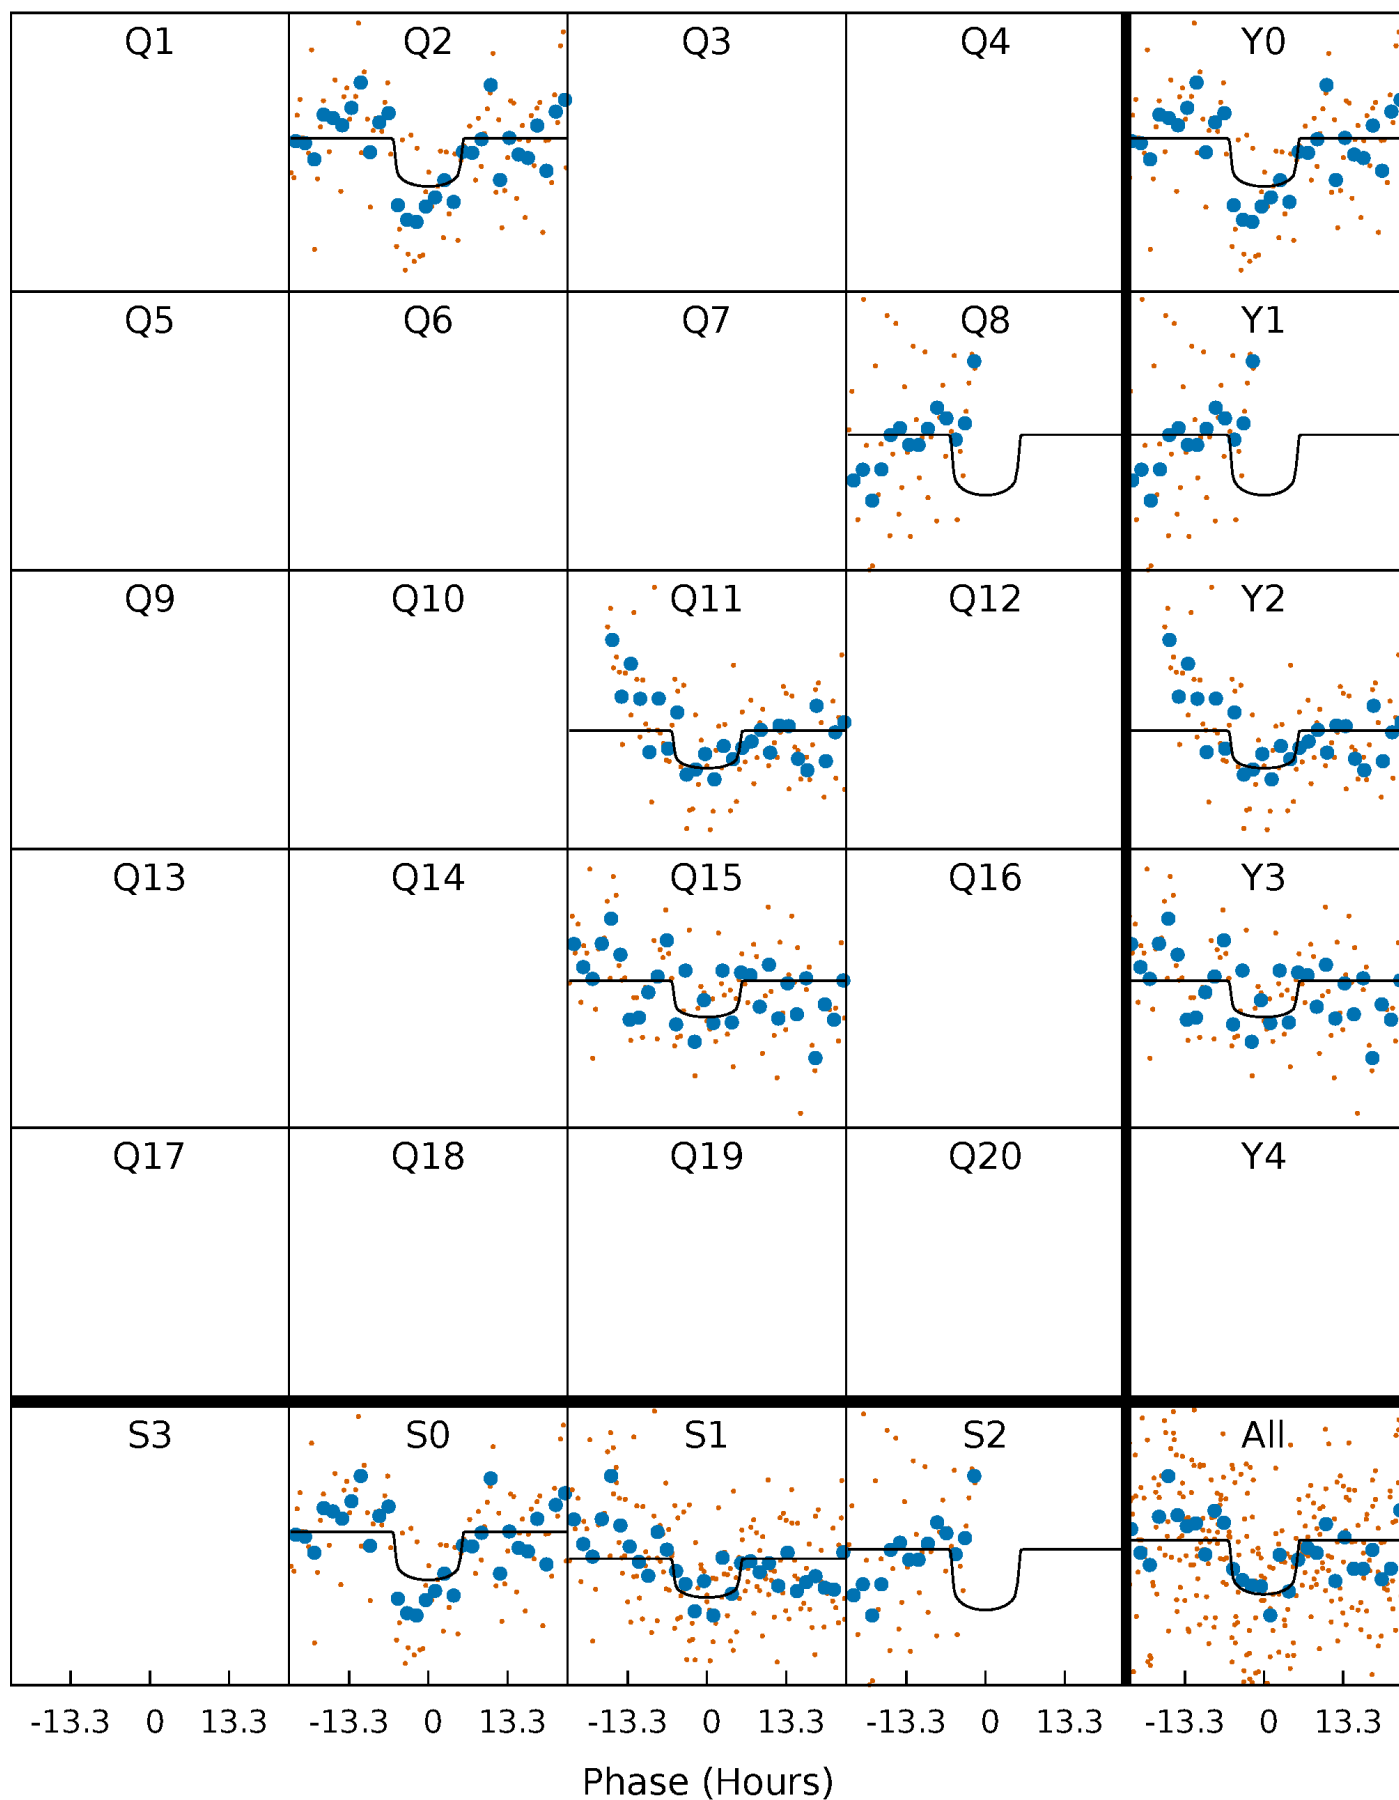 Q1 Q2 Q3 Q4 Y0
Q5 Q6 Q7 Q8 Y1
Q9 Q10 Q11 Q12 Y2
Q13 Q14 Q15 Q16 Y3
Q17 Q18 Q19 Q20 Y4
S3 S0 S1 S2 All
-13.3 0 13.3 -13.3 0 13.3 -13.3 0 13.3 -13.3 0 13.3 -13.3 0 13.3
Phase (Hours)